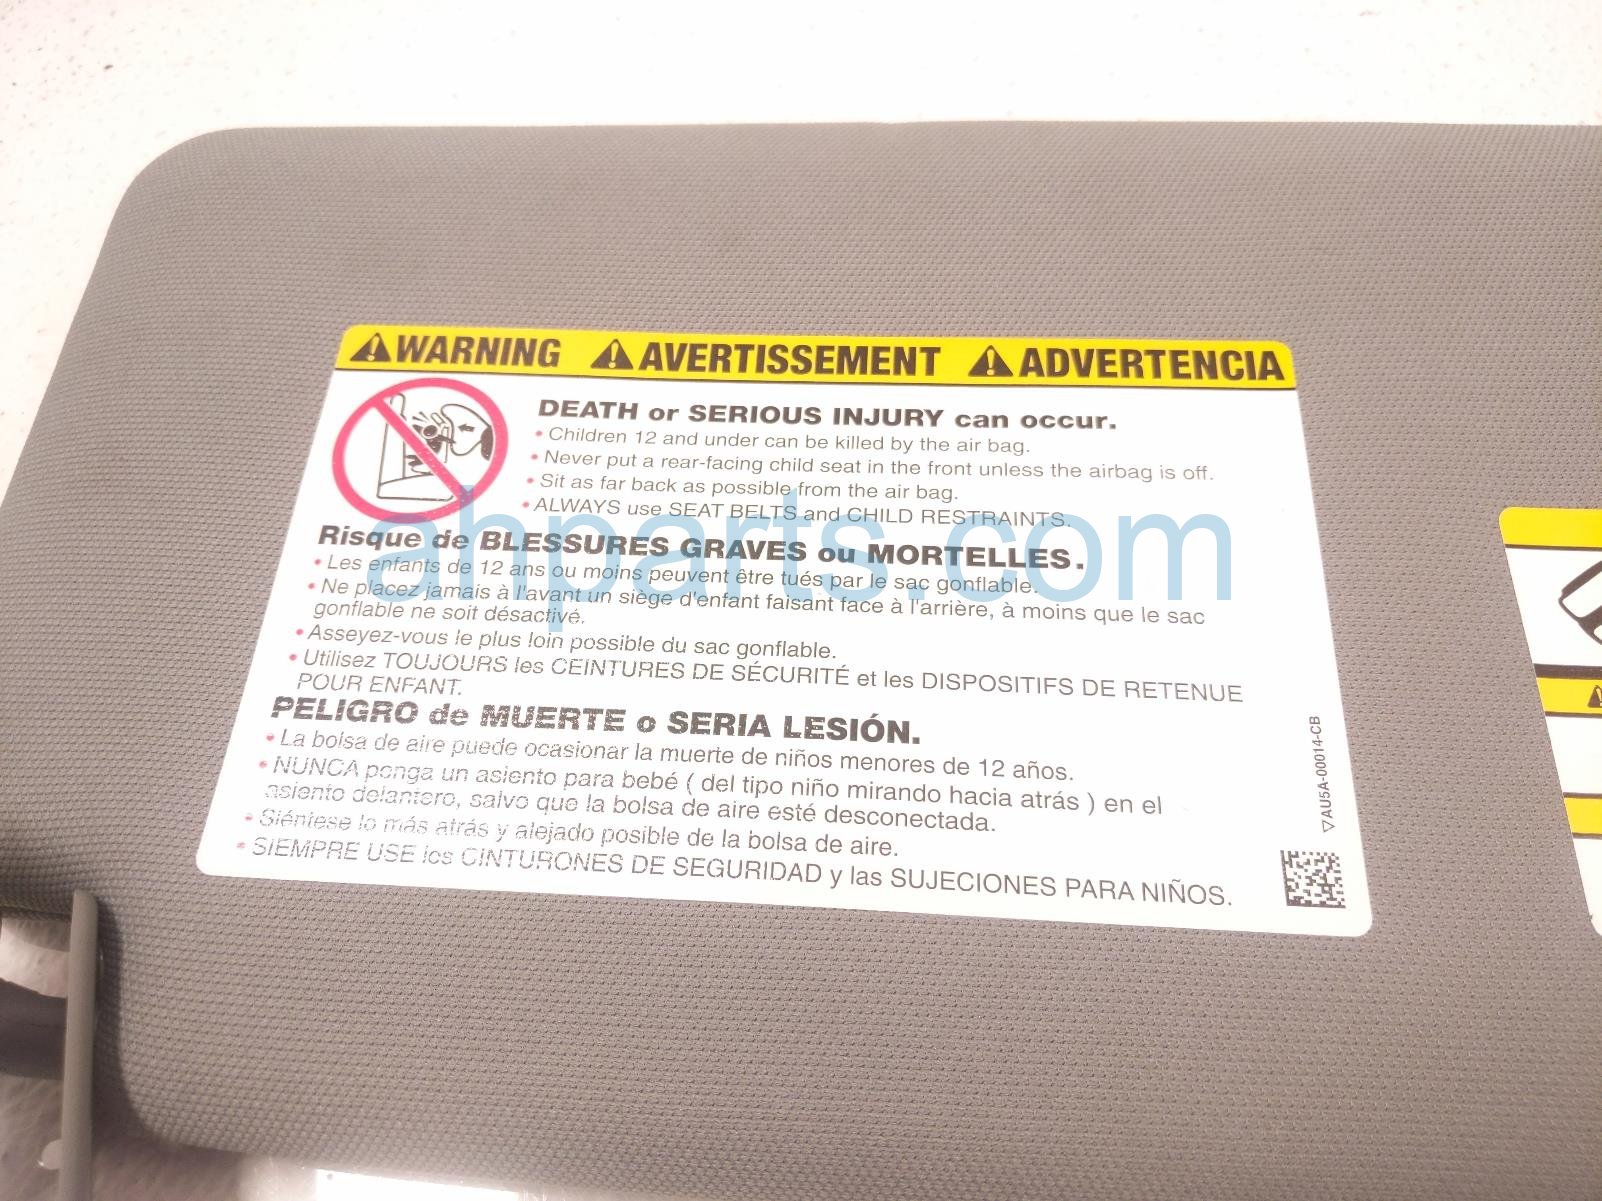 WARNING AVERTISSEMENT ADVERTENCIA
DEATH or SERIOUS INJURY can occur.
• Children 12 and under can be killed by the air bag.
• Never put a rear-facing child seat in the front unless the airbag is off.
• Sit as far back as possible from the air bag.
• ALWAYS use SEAT BELTS and CHILD RESTRAINTS.
Risque de BLESSURES GRAVES ou MORTELLES.
• Les enfants de 12 ans ou moins peuvent être tués par le sac gonflable.
• Ne placez jamais à l'avant un siège d'enfant faisant face à l'arrière, à moins que le sac
gonflable ne soit désactivé.
• Asseyez-vous le plus loin possible du sac gonflable.
• Utilisez TOUJOURS les CEINTURES DE SÉCURITÉ et les DISPOSITIFS DE RETENUE
POUR ENFANT.
PELIGRO de MUERTE o SERIA LESIÓN.
• La bolsa de aire puede ocasionar la muerte de niños menores de 12 años.
• NUNCA ponga un asiento para bebé ( del tipo niño mirando hacia atrás ) en el
asiento delantero, salvo que la bolsa de aire esté desconectada.
• Siéntese lo más atrás y alejado posible de la bolsa de aire.
• SIEMPRE USE los CINTURONES DE SEGURIDAD y las SUJECIONES PARA NIÑOS.
▽AU5A-00014-CB
ahparts.com